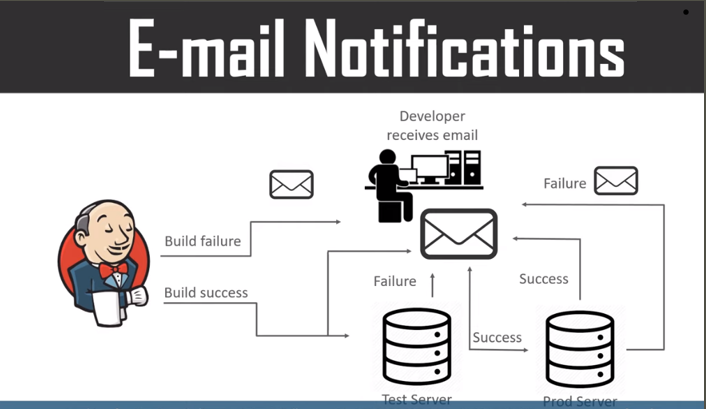 E-mail Notifications
Developer
receives email
Failure
Build failure
Build success
Failure
Success
Success
Test Server
Prod Server